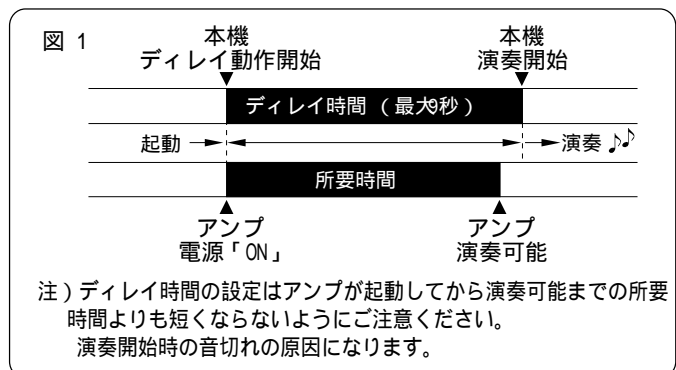 図 1
本機
ディレイ動作開始
本機
演奏開始
ディレイ時間 (最大9秒)
起動
演奏 ♪♪
所要時間
アンプ
電源「ON」
アンプ
演奏可能
注)ディレイ時間の設定はアンプが起動してから演奏可能までの所要
時間よりも短くならないようにご注意ください。
演奏開始時の音切れの原因になります。